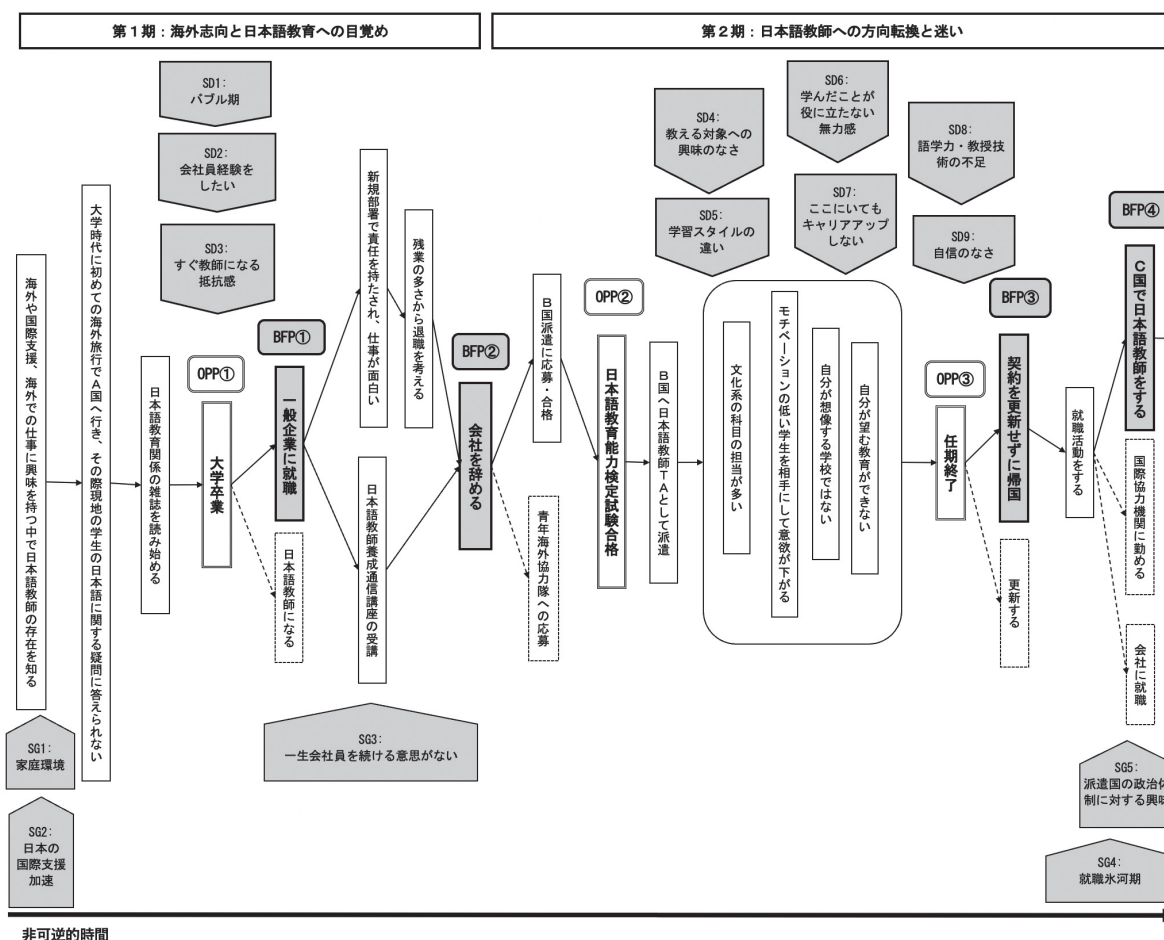 第1期：海外志向と日本語教育への目覚め
第2期：日本語教師への方向転換と迷い
SD1：
バブル期
SD2：
会社員経験を
したい
SD3：
すぐ教師になる
抵抗感
SD4：
教える対象への
興味のなさ
SD5：
学習スタイルの
違い
SD6：
学んだことが
役に立たない
無力感
SD7：
ここにいても
キャリアアップ
しない
SD8：
語学力・教授技
術の不足
SD9：
自信のなさ
海外や国際支援、海外での仕事に興味を持つ中で日本語教師の存在を知る
大学時代に初めての海外旅行でA国へ行き、その際現地の学生の日本語に関する疑問に答えられない
日本語教育関係の雑誌を読み始める
OPP①
大学卒業
BFP①
一般企業に就職
日本語教師になる
新規部署で責任を持たされ、仕事が面白い
残業の多さから退職を考える
日本語教師養成通信講座の受講
BFP②
会社を辞める
B国派遣に応募・合格
青年海外協力隊への応募
OPP②
日本語教育能力検定試験合格
B国へ日本語教師TAとして派遣
文化系の科目の担当が多い
モチベーションの低い学生を相手にして意欲が下がる
自分が想像する学校ではない
自分が望む教育ができない
OPP③
任期終了
BFP③
契約を更新せずに帰国
更新する
就職活動をする
BFP④
C国で日本語教師をする
国際協力機関に勤める
会社に就職
SG1：
家庭環境
SG2：
日本の
国際支援
加速
SG3：
一生会社員を続ける意思がない
SG5：
派遣国の政治体
制に対する興味
SG4：
就職氷河期
非可逆的時間